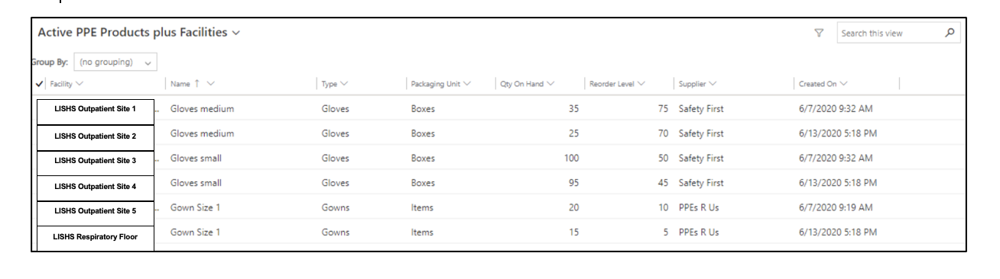 Active PPE Products plus Facilities
Search this view
Group By: (no grouping)
Facility Name ↑ Type Packaging Unit Qty On Hand Reorder Level Supplier Created On
LISHS Outpatient Site 1 .. Gloves medium Gloves Boxes 35 75 Safety First 6/7/2020 9:32 AM
LISHS Outpatient Site 2 Gloves medium Gloves Boxes 25 70 Safety First 6/13/2020 5:18 PM
LISHS Outpatient Site 3 .. Gloves small Gloves Boxes 100 50 Safety First 6/7/2020 9:32 AM
LISHS Outpatient Site 4 Gloves small Gloves Boxes 95 45 Safety First 6/13/2020 5:18 PM
LISHS Outpatient Site 5 .. Gown Size 1 Gowns Items 20 10 PPEs R Us 6/7/2020 9:19 AM
LISHS Respiratory Floor Gown Size 1 Gowns Items 15 5 PPEs R Us 6/13/2020 5:18 PM